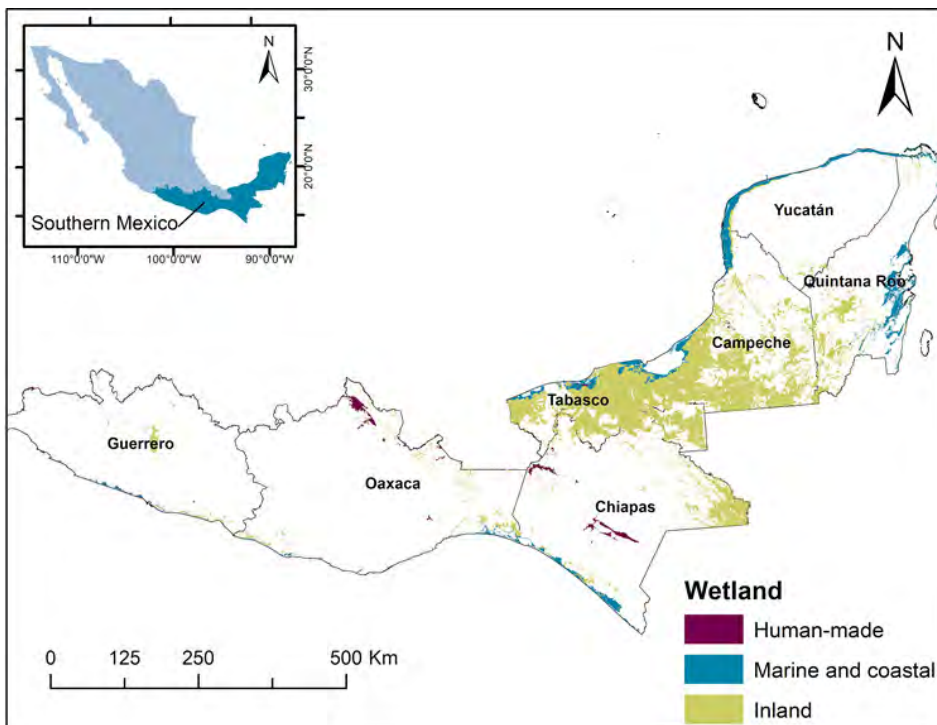 N
30°0'0"N
20°0'0"N
Southern Mexico
110°0'0"W
100°0'0"W
90°0'0"W
N
Yucatán
Quintana Roo
Campeche
Tabasco
Guerrero
Oaxaca
Chiapas
Wetland
Human-made
Marine and coastal
Inland
0 125 250 500 Km